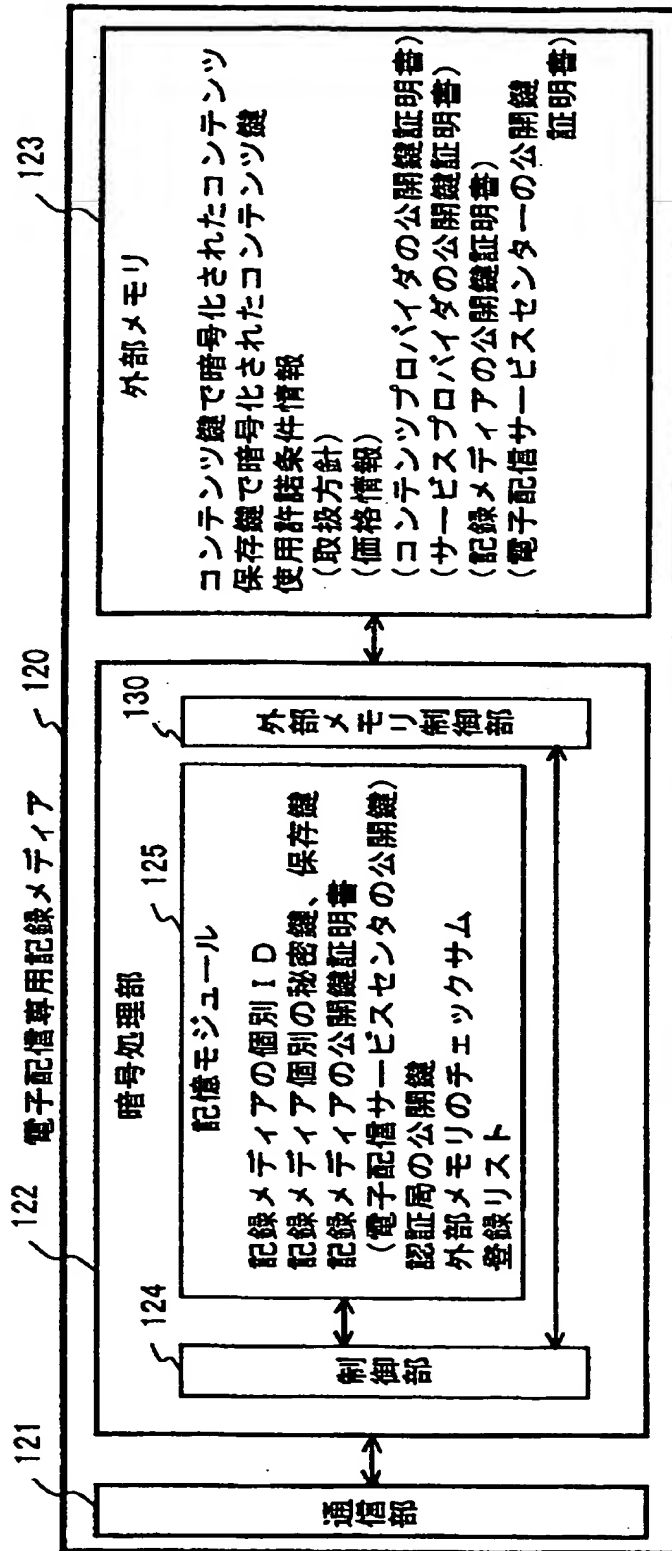 電子配信専用記録メディア 120
121
通信部
122
暗号処理部
124
制御部
125
記憶モジュール
記録メディアの個別ID
記録メディア個別の秘密鍵、保存鍵
記録メディアの公開鍵証明書
(電子配信サービスセンタの公開鍵)
認証局の公開鍵
外部メモリのチェックサム
登録リスト
130
外部メモリ制御部
123
外部メモリ
コンテンツ鍵で暗号化されたコンテンツ
保存鍵で暗号化されたコンテンツ鍵
使用許諾条件情報
(取扱方針)
(価格情報)
(コンテンツプロバイダの公開鍵証明書)
(サービスプロバイダの公開鍵証明書)
(記録メディアの公開鍵証明書)
(電子配信サービスセンターの公開鍵
証明書)